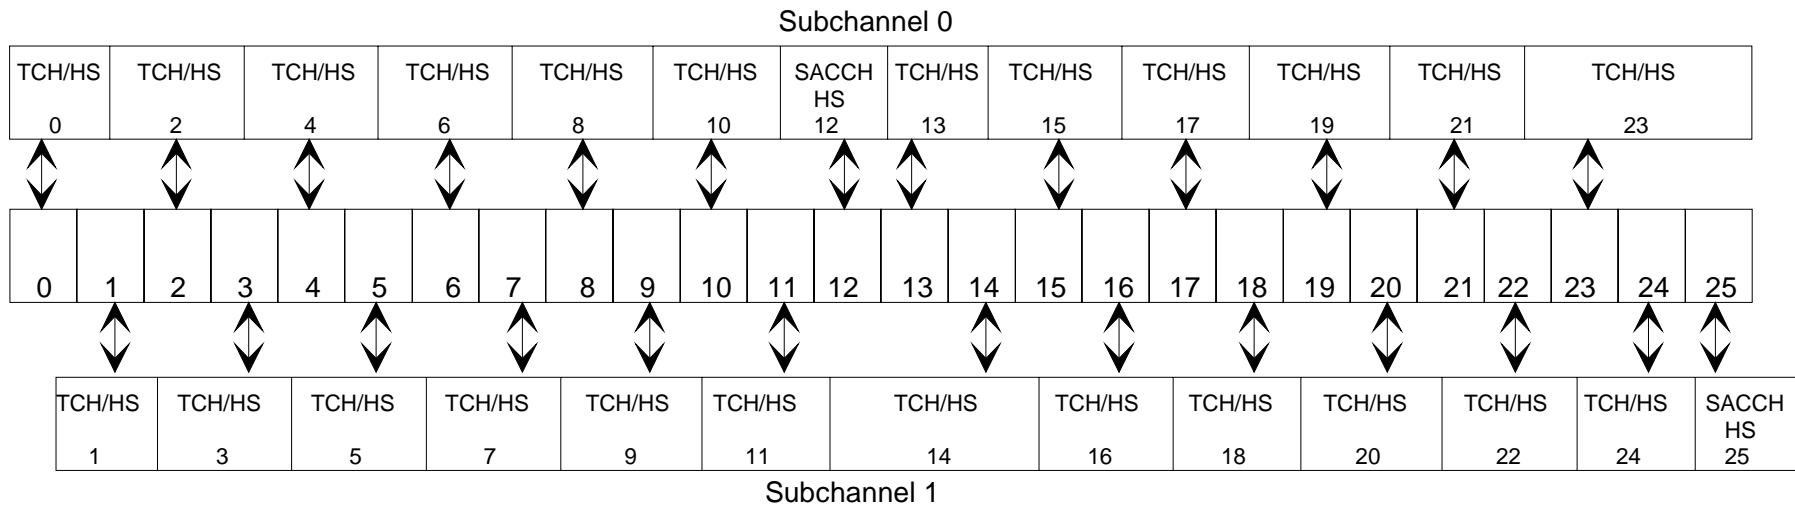 Subchannel 0
TCH/HS TCH/HS TCH/HS TCH/HS TCH/HS TCH/HS SACCH TCH/HS TCH/HS TCH/HS TCH/HS TCH/HS TCH/HS
HS
0 2 4 6 8 10 12 13 15 17 19 21 23
0 1 2 3 4 5 6 7 8 9 10 11 12 13 14 15 16 17 18 19 20 21 22 23 24 25
TCH/HS TCH/HS TCH/HS TCH/HS TCH/HS TCH/HS TCH/HS TCH/HS TCH/HS TCH/HS TCH/HS TCH/HS SACCH
HS
1 3 5 7 9 11 14 16 18 20 22 24 25
Subchannel 1